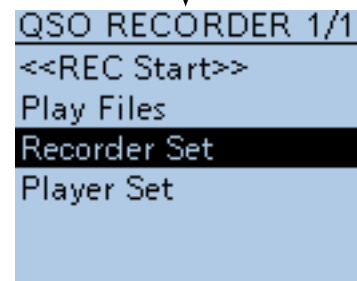 QSO RECORDER 1/1
<<REC Start>>
Play Files
Recorder Set
Player Set